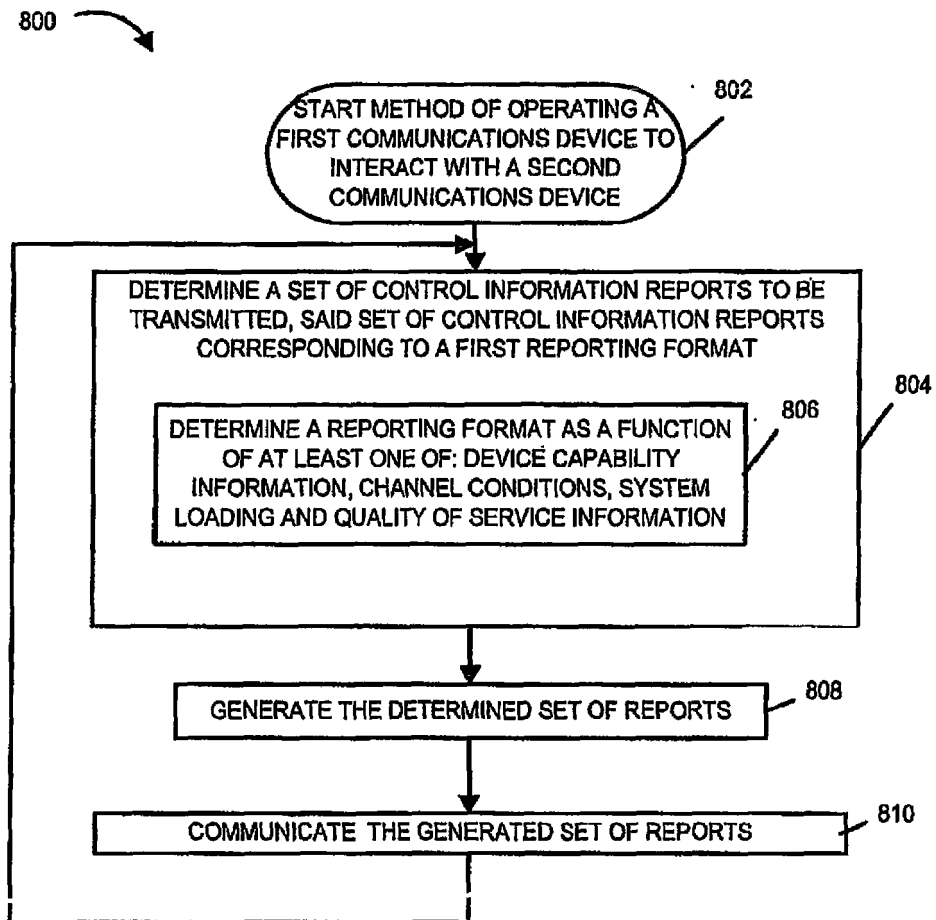 800
802
START METHOD OF OPERATING A
FIRST COMMUNICATIONS DEVICE TO
INTERACT WITH A SECOND
COMMUNICATIONS DEVICE
DETERMINE A SET OF CONTROL INFORMATION REPORTS TO BE
TRANSMITTED, SAID SET OF CONTROL INFORMATION REPORTS
CORRESPONDING TO A FIRST REPORTING FORMAT
804
806
DETERMINE A REPORTING FORMAT AS A FUNCTION
OF AT LEAST ONE OF: DEVICE CAPABILITY
INFORMATION, CHANNEL CONDITIONS, SYSTEM
LOADING AND QUALITY OF SERVICE INFORMATION
808
GENERATE THE DETERMINED SET OF REPORTS
810
COMMUNICATE THE GENERATED SET OF REPORTS